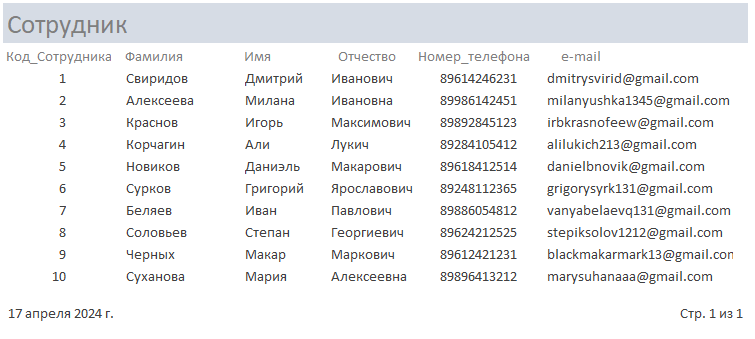 Сотрудник
Код_Сотрудника Фамилия Имя Отчество Номер_телефона e-mail
1 Свиридов Дмитрий Иванович 89614246231 dmitrysvirid@gmail.com
2 Алексеева Милана Ивановна 89986142451 milanyushka1345@gmail.com
3 Краснов Игорь Максимович 89892845123 irbkrasnofeew@gmail.com
4 Корчагин Али Лукич 89284105412 alilukich213@gmail.com
5 Новиков Даниэль Макарович 89618412514 danielbnovik@gmail.com
6 Сурков Григорий Ярославович 89248112365 grigorysyrk131@gmail.com
7 Беляев Иван Павлович 89886054812 vanyabelaevq131@gmail.com
8 Соловьев Степан Георгиевич 89624212525 stepiksolov1212@gmail.com
9 Черных Макар Маркович 89612421231 blackmakarmark13@gmail.con
10 Суханова Мария Алексеевна 89896413212 marysuhanaaa@gmail.com
17 апреля 2024 г. Стр. 1 из 1